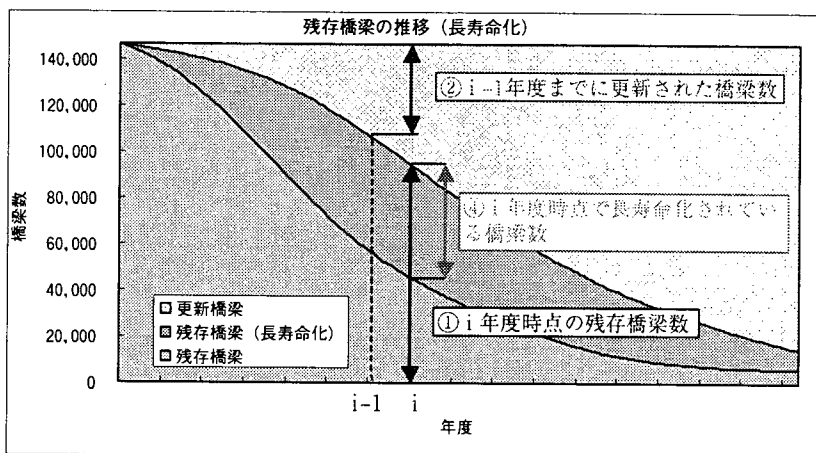 残存橋梁の推移（長寿命化）
橋梁数
140,000
120,000
100,000
80,000
60,000
40,000
20,000
0
②i-1年度までに更新された橋梁数
④i年度時点で長寿命化されてい
る橋梁数
①i年度時点の残存橋梁数
更新橋梁
残存橋梁（長寿命化）
残存橋梁
i-1
i
年度